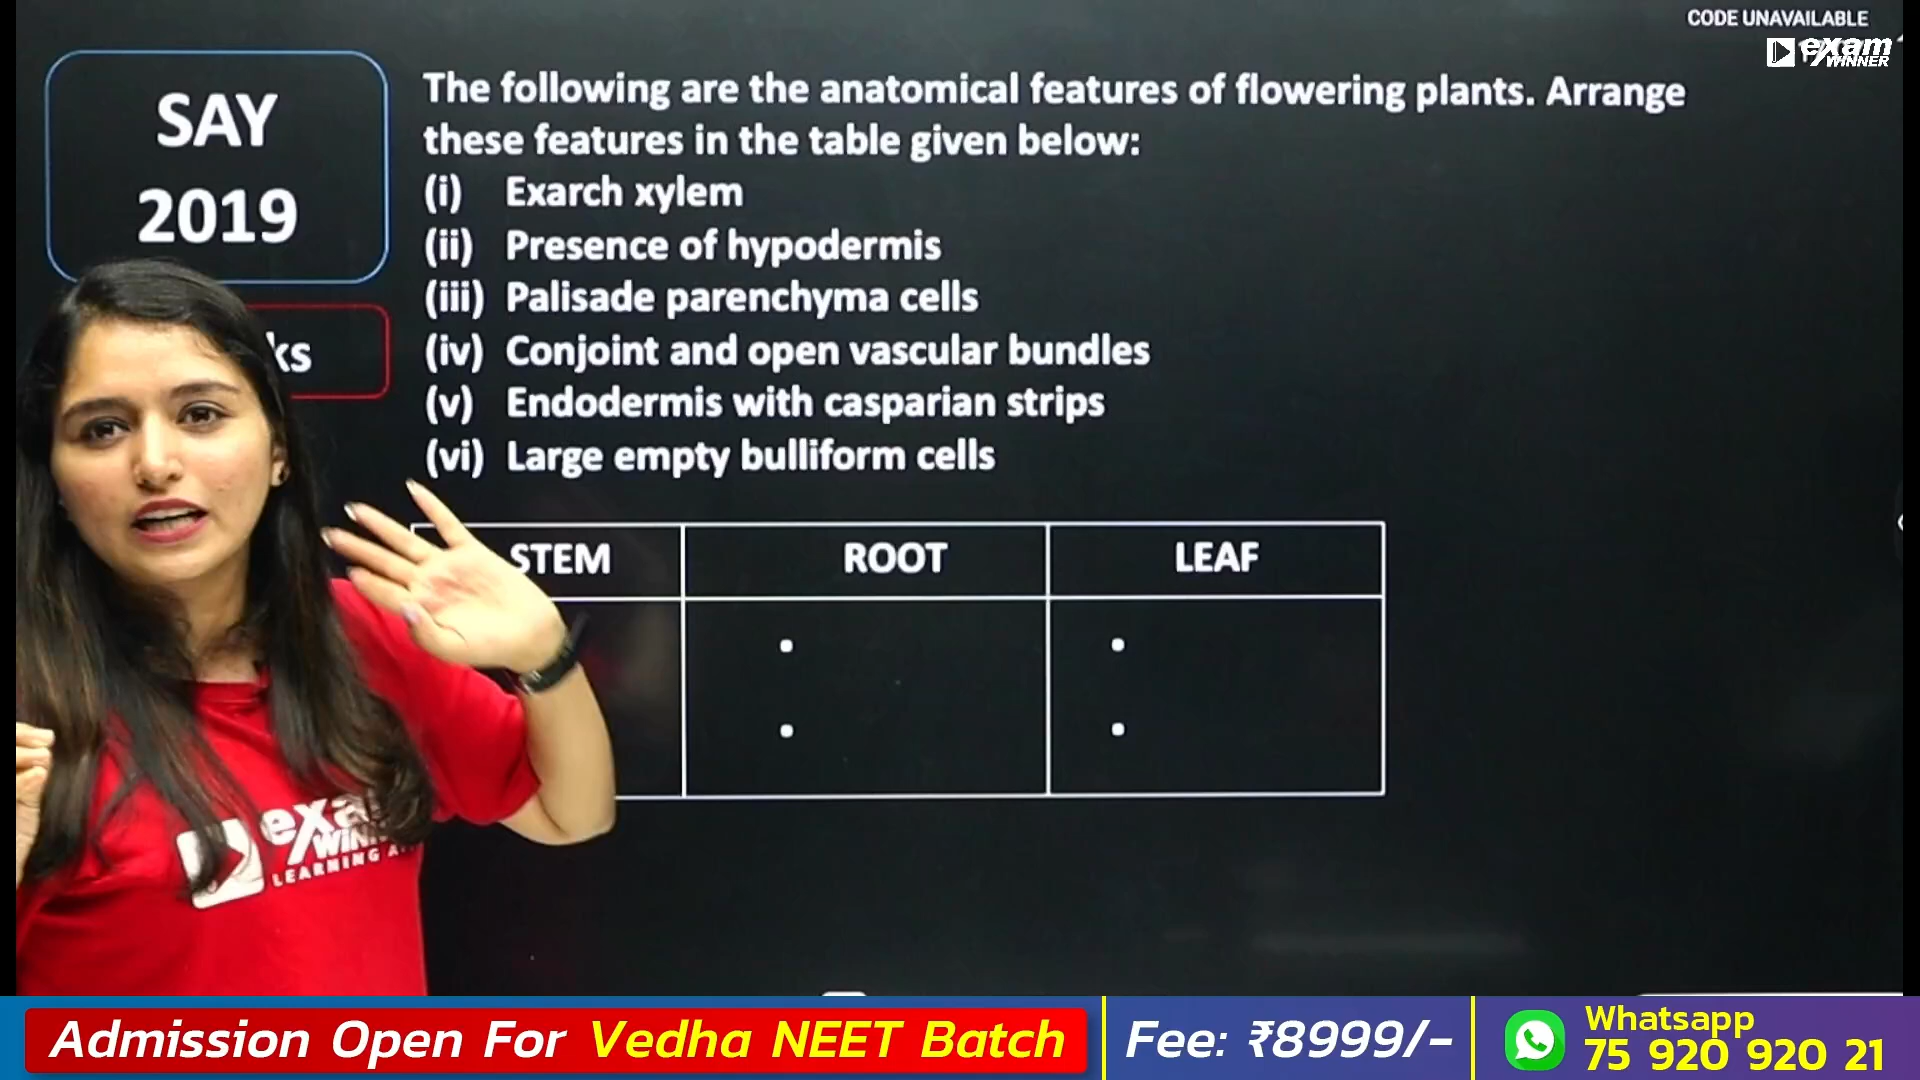 CODE UNAVAILABLE
exam
WINNER
SAY
2019
ks
The following are the anatomical features of flowering plants. Arrange
these features in the table given below:
(i) Exarch xylem
(ii) Presence of hypodermis
(iii) Palisade parenchyma cells
(iv) Conjoint and open vascular bundles
(v) Endodermis with casparian strips
(vi) Large empty bulliform cells
STEM ROOT LEAF
exa
WIN
LEARNING A
Admission Open For Vedha NEET Batch
Fee: ₹8999/-
Whatsapp
75 920 920 21